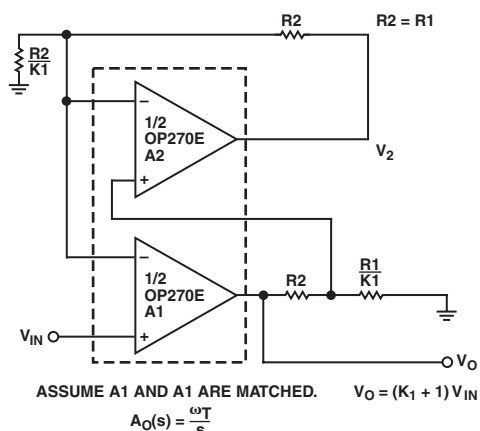 R2
R2 = R1
R2
K1
−
1/2
OP270E
A2
+
V2
−
1/2
OP270E
A1
+
R2
R1
K1
VIN
VO
ASSUME A1 AND A1 ARE MATCHED.
VO = (K1 + 1) VIN
AO(s) = ωT
s